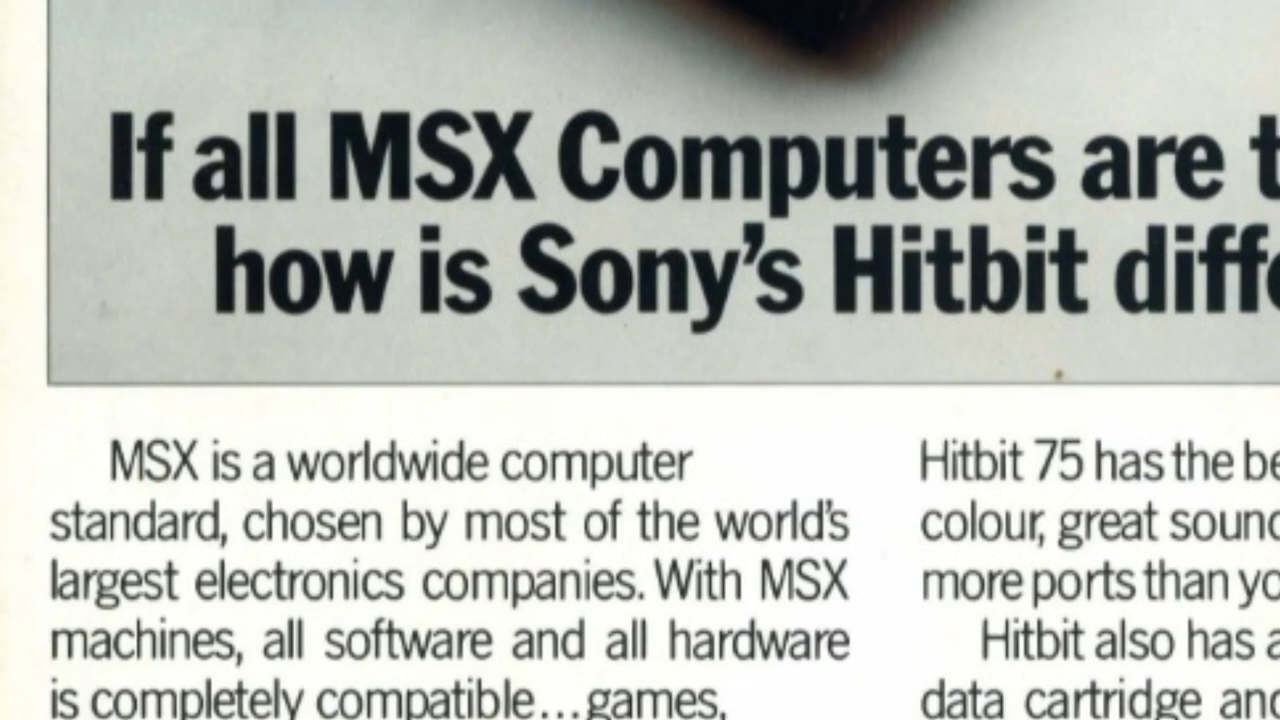 If all MSX Computers are
how is Sony's Hitbit
MSX is a worldwide computer
standard, chosen by most of the world's
largest electronics companies. With MSX
machines, all software and all hardware
is completely compatible...games,
Hitbit 75 has the
colour, great
more ports than
Hitbit also has a
data cartridge and